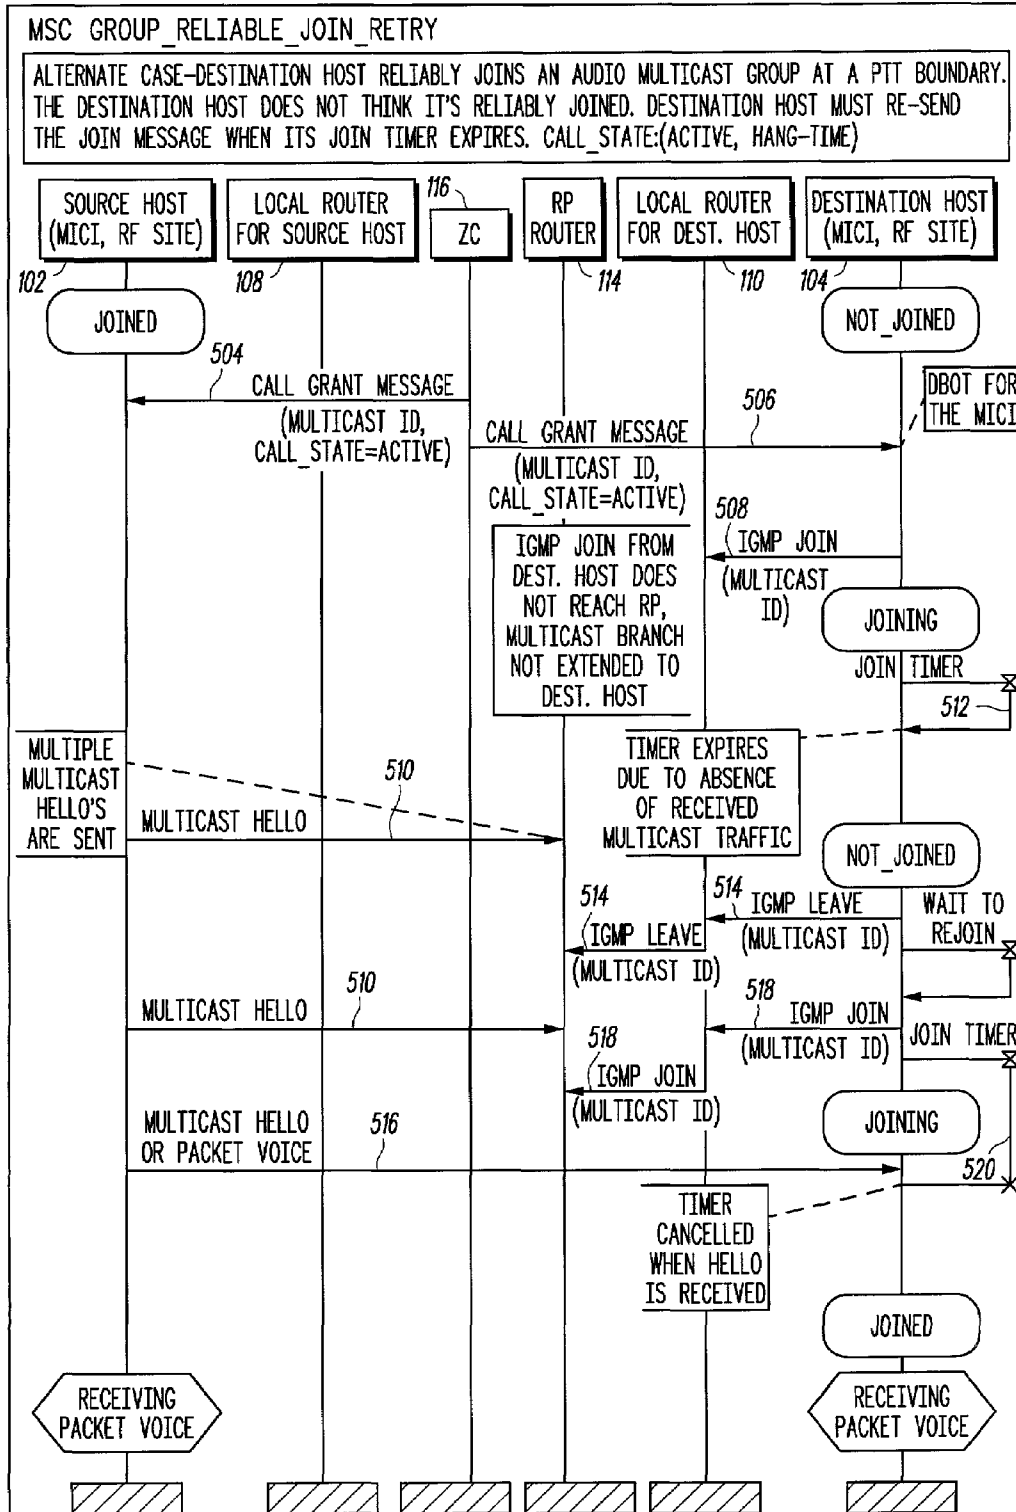 MSC GROUP_RELIABLE_JOIN_RETRY
ALTERNATE CASE-DESTINATION HOST RELIABLY JOINS AN AUDIO MULTICAST GROUP AT A PTT BOUNDARY.
THE DESTINATION HOST DOES NOT THINK IT'S RELIABLY JOINED. DESTINATION HOST MUST RE-SEND
THE JOIN MESSAGE WHEN ITS JOIN TIMER EXPIRES. CALL_STATE:(ACTIVE, HANG-TIME)
SOURCE HOST
(MICI, RF SITE)
102
LOCAL ROUTER
FOR SOURCE HOST
108
116
ZC
RP
ROUTER
114
LOCAL ROUTER
FOR DEST. HOST
110
DESTINATION HOST
(MICI, RF SITE)
104
JOINED
NOT_JOINED
504
CALL GRANT MESSAGE
(MULTICAST ID,
CALL_STATE=ACTIVE)
DBOT FOR
THE MICI
506
CALL GRANT MESSAGE
(MULTICAST ID,
CALL_STATE=ACTIVE)
508
IGMP JOIN
(MULTICAST
ID)
IGMP JOIN FROM
DEST. HOST DOES
NOT REACH RP,
MULTICAST BRANCH
NOT EXTENDED TO
DEST. HOST
JOINING
JOIN TIMER
512
MULTIPLE
MULTICAST
HELLO'S
ARE SENT
510
MULTICAST HELLO
TIMER EXPIRES
DUE TO ABSENCE
OF RECEIVED
MULTICAST TRAFFIC
NOT_JOINED
514
IGMP LEAVE
(MULTICAST ID)
WAIT TO
REJOIN
514
IGMP LEAVE
(MULTICAST ID)
MULTICAST HELLO
510
518
IGMP JOIN
(MULTICAST ID)
JOIN TIMER
518
IGMP JOIN
(MULTICAST ID)
JOINING
MULTICAST HELLO
OR PACKET VOICE
516
520
TIMER
CANCELLED
WHEN HELLO
IS RECEIVED
JOINED
RECEIVING
PACKET VOICE
RECEIVING
PACKET VOICE